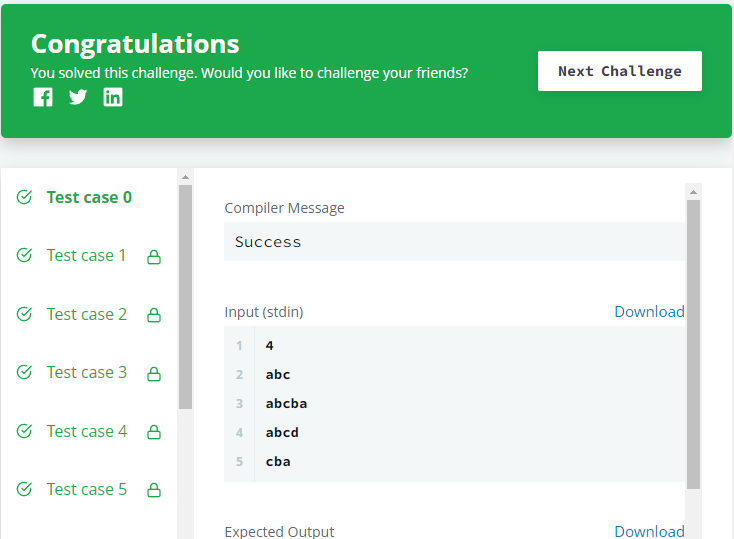 Congratulations
You solved this challenge. Would you like to challenge your friends?
Next Challenge
Test case 0
Test case 1
Test case 2
Test case 3
Test case 4
Test case 5
Compiler Message
Success
Input (stdin)
Download
1 4
2 abc
3 abcba
4 abcd
5 cba
Expected Output
Download